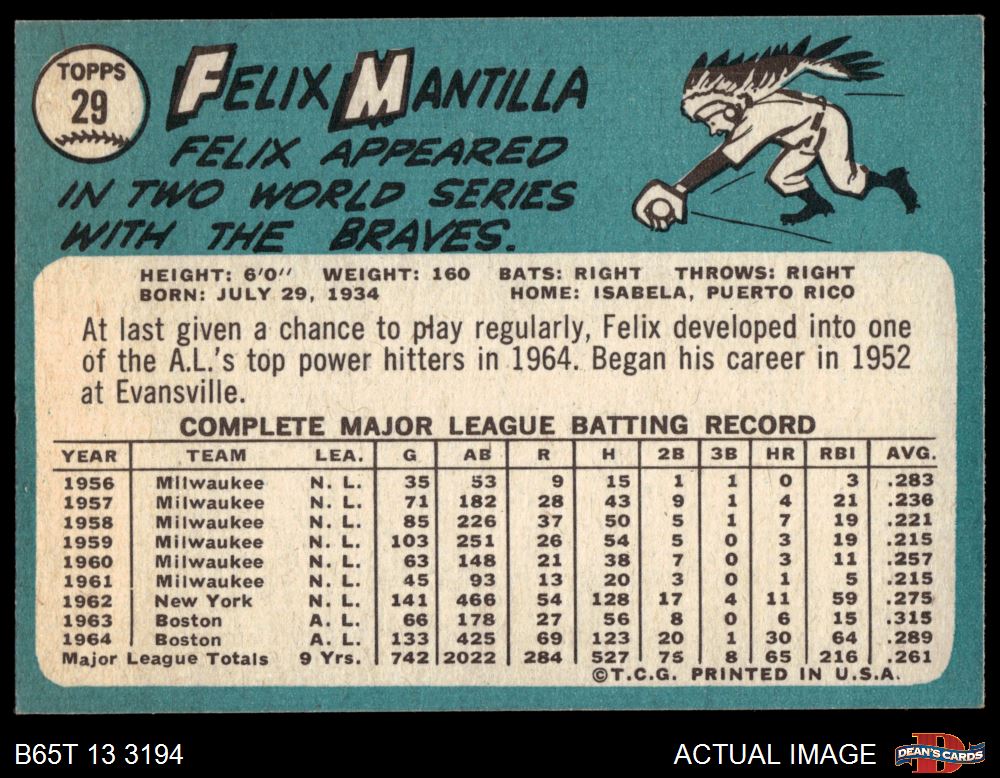 TOPPS
29
FELIX MANTILLA
FELIX APPEARED
IN TWO WORLD SERIES
WITH THE BRAVES.
HEIGHT: 6'0" WEIGHT: 160 BATS: RIGHT THROWS: RIGHT
BORN: JULY 29, 1934 HOME: ISABELA, PUERTO RICO
At last given a chance to play regularly, Felix developed into one
of the A.L.'s top power hitters in 1964. Began his career in 1952
at Evansville.
COMPLETE MAJOR LEAGUE BATTING RECORD
YEAR TEAM LEA. G AB R H 2B 3B HR RBI AVG.
1956 Milwaukee N. L. 35 53 9 15 1 1 0 3 .283
1957 Milwaukee N. L. 71 182 28 43 9 1 4 21 .236
1958 Milwaukee N. L. 85 226 37 50 5 1 7 19 .221
1959 Milwaukee N. L. 103 251 26 54 5 0 3 19 .215
1960 Milwaukee N. L. 63 148 21 38 7 0 3 11 .257
1961 Milwaukee N. L. 45 93 13 20 3 0 1 5 .215
1962 New York N. L. 141 466 54 128 17 4 11 59 .275
1963 Boston A. L. 66 178 27 56 8 0 6 15 .315
1964 Boston A. L. 133 425 69 123 20 1 30 64 .289
Major League Totals 9 Yrs. 742 2022 284 527 75 8 65 216 .261
©T.C.G. PRINTED IN U.S.A.
B65T 13 3194 ACTUAL IMAGE DEAN'S CARDS